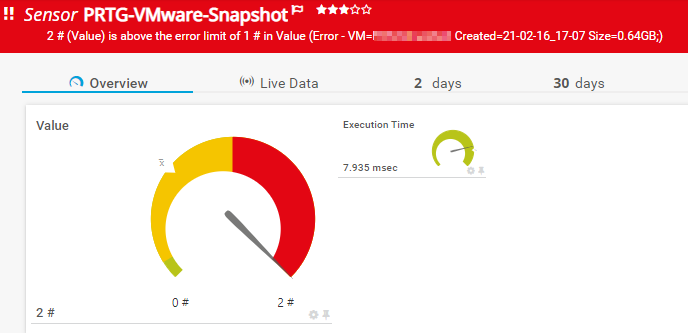 !! Sensor PRTG-VMware-Snapshot
2 # (Value) is above the error limit of 1 # in Value (Error - VM= Created=21-02-16_17-07 Size=0.64GB;)
Overview Live Data 2 days 30 days
Value
Execution Time
x̄
7.935 msec
0 # 2 #
2 #